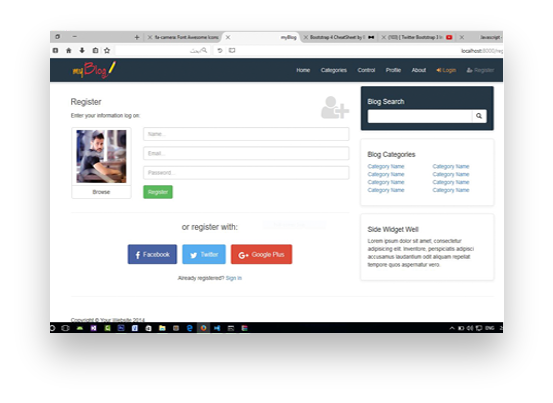 fa-camera: Font Awesome Icons
myBlog
Bootstrap 4 CheatSheet by
(103) [ Twitter Bootstrap 3
Javascript
localhost:8000/reg
myBlog
Home Categories Control Profile About Login Register
Register
Enter your information log on:
Name...
Email...
Password...
Browse
Register
or register with:
Facebook Twitter Google Plus
Already registered? Sign In
Blog Search
Blog Categories
Category Name Category Name
Category Name Category Name
Category Name Category Name
Category Name Category Name
Side Widget Well
Lorem ipsum dolor sit amet, consectetur
adipisicing elit. Inventore, perspiciatis adipisci
accusamus laudantium odit aliquam repellat
tempore quos aspernatur vero.
Copyright © Your Website 2014
ENG